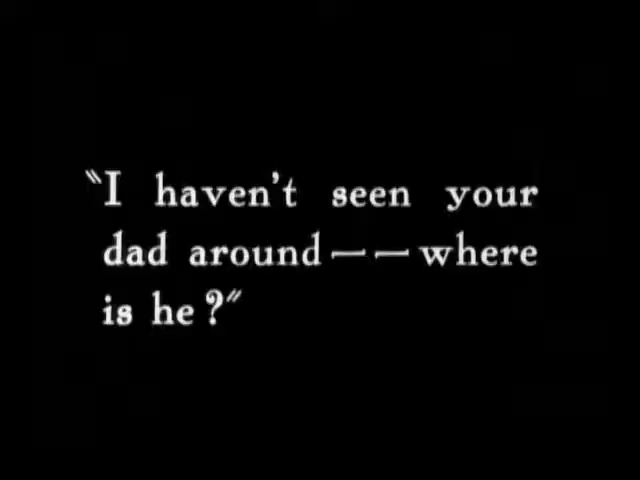 "I haven't seen your
dad around——where
is he?"